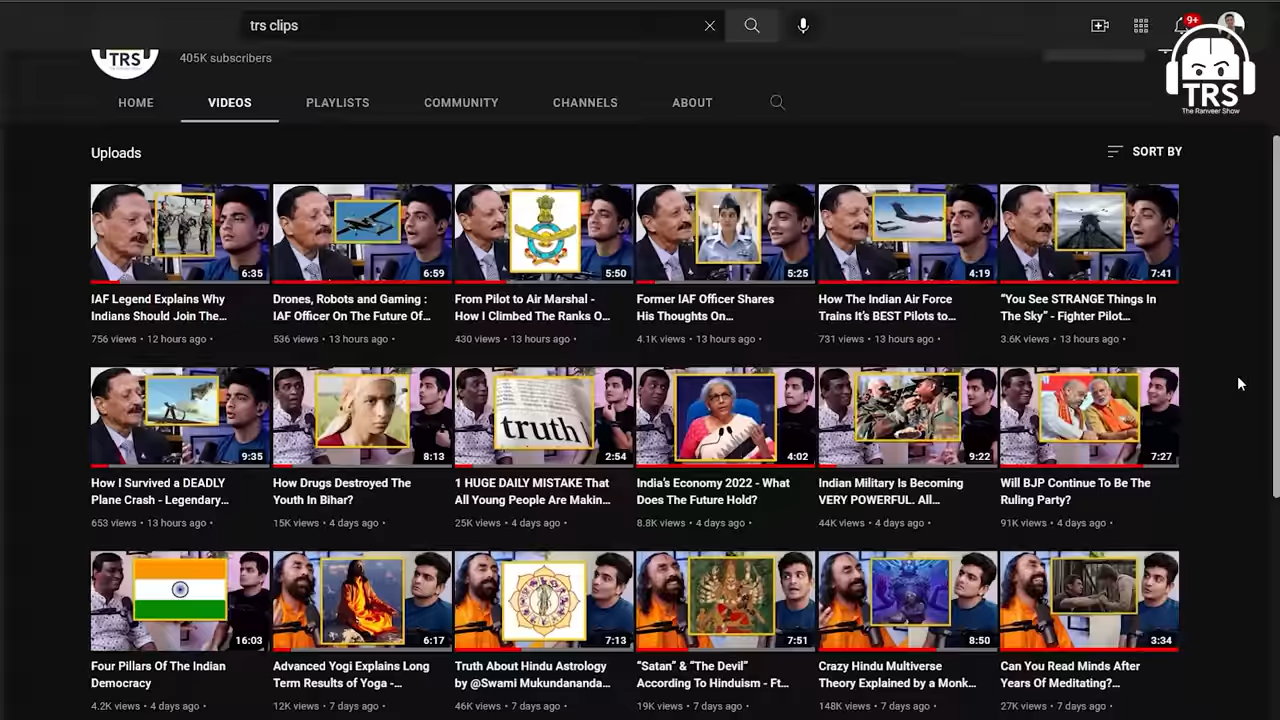 trs clips
9+
TRS
405K subscribers
TRS
The Ranveer Show
HOME
VIDEOS
PLAYLISTS
COMMUNITY
CHANNELS
ABOUT
Uploads
SORT BY
6:35
6:59
5:50
5:25
4:19
7:41
IAF Legend Explains Why
Indians Should Join The...
756 views • 12 hours ago •
Drones, Robots and Gaming :
IAF Officer On The Future Of...
536 views • 13 hours ago •
From Pilot to Air Marshal -
How I Climbed The Ranks O...
430 views • 13 hours ago •
Former IAF Officer Shares
His Thoughts On...
4.1K views • 13 hours ago •
How The Indian Air Force
Trains It’s BEST Pilots to...
731 views • 13 hours ago •
“You See STRANGE Things In
The Sky” - Fighter Pilot...
3.6K views • 13 hours ago •
9:35
8:13
truth
2:54
4:02
9:22
7:27
How I Survived a DEADLY
Plane Crash - Legendary...
653 views • 13 hours ago •
How Drugs Destroyed The
Youth In Bihar?
15K views • 4 days ago •
1 HUGE DAILY MISTAKE That
All Young People Are Makin...
25K views • 4 days ago •
India’s Economy 2022 - What
Does The Future Hold?
8.8K views • 4 days ago •
Indian Military Is Becoming
VERY POWERFUL. All...
44K views • 4 days ago •
Will BJP Continue To Be The
Ruling Party?
91K views • 4 days ago •
16:03
6:17
7:13
7:51
8:50
3:34
Four Pillars Of The Indian
Democracy
4.2K views • 4 days ago •
Advanced Yogi Explains Long
Term Results of Yoga -...
12K views • 7 days ago •
Truth About Hindu Astrology
by @Swami Mukundananda...
46K views • 7 days ago •
“Satan” & “The Devil”
According To Hinduism - Ft...
19K views • 7 days ago •
Crazy Hindu Multiverse
Theory Explained by a Monk...
148K views • 7 days ago •
Can You Read Minds After
Years Of Meditating?...
27K views • 7 days ago •